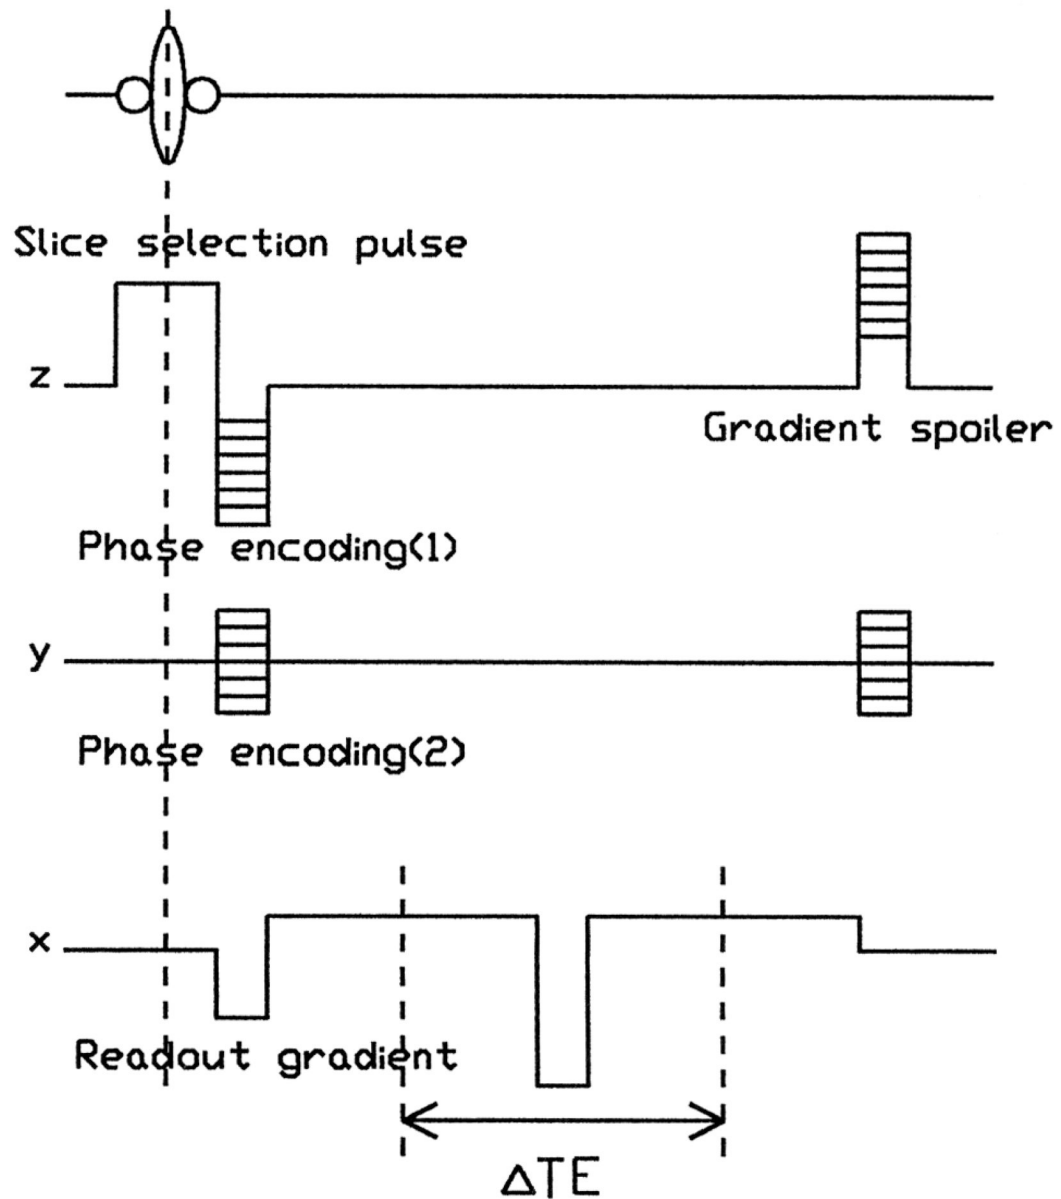 Slice selection pulse
z
Gradient spoiler
Phase encoding(1)
y
Phase encoding(2)
x
Readout gradient
ΔTE